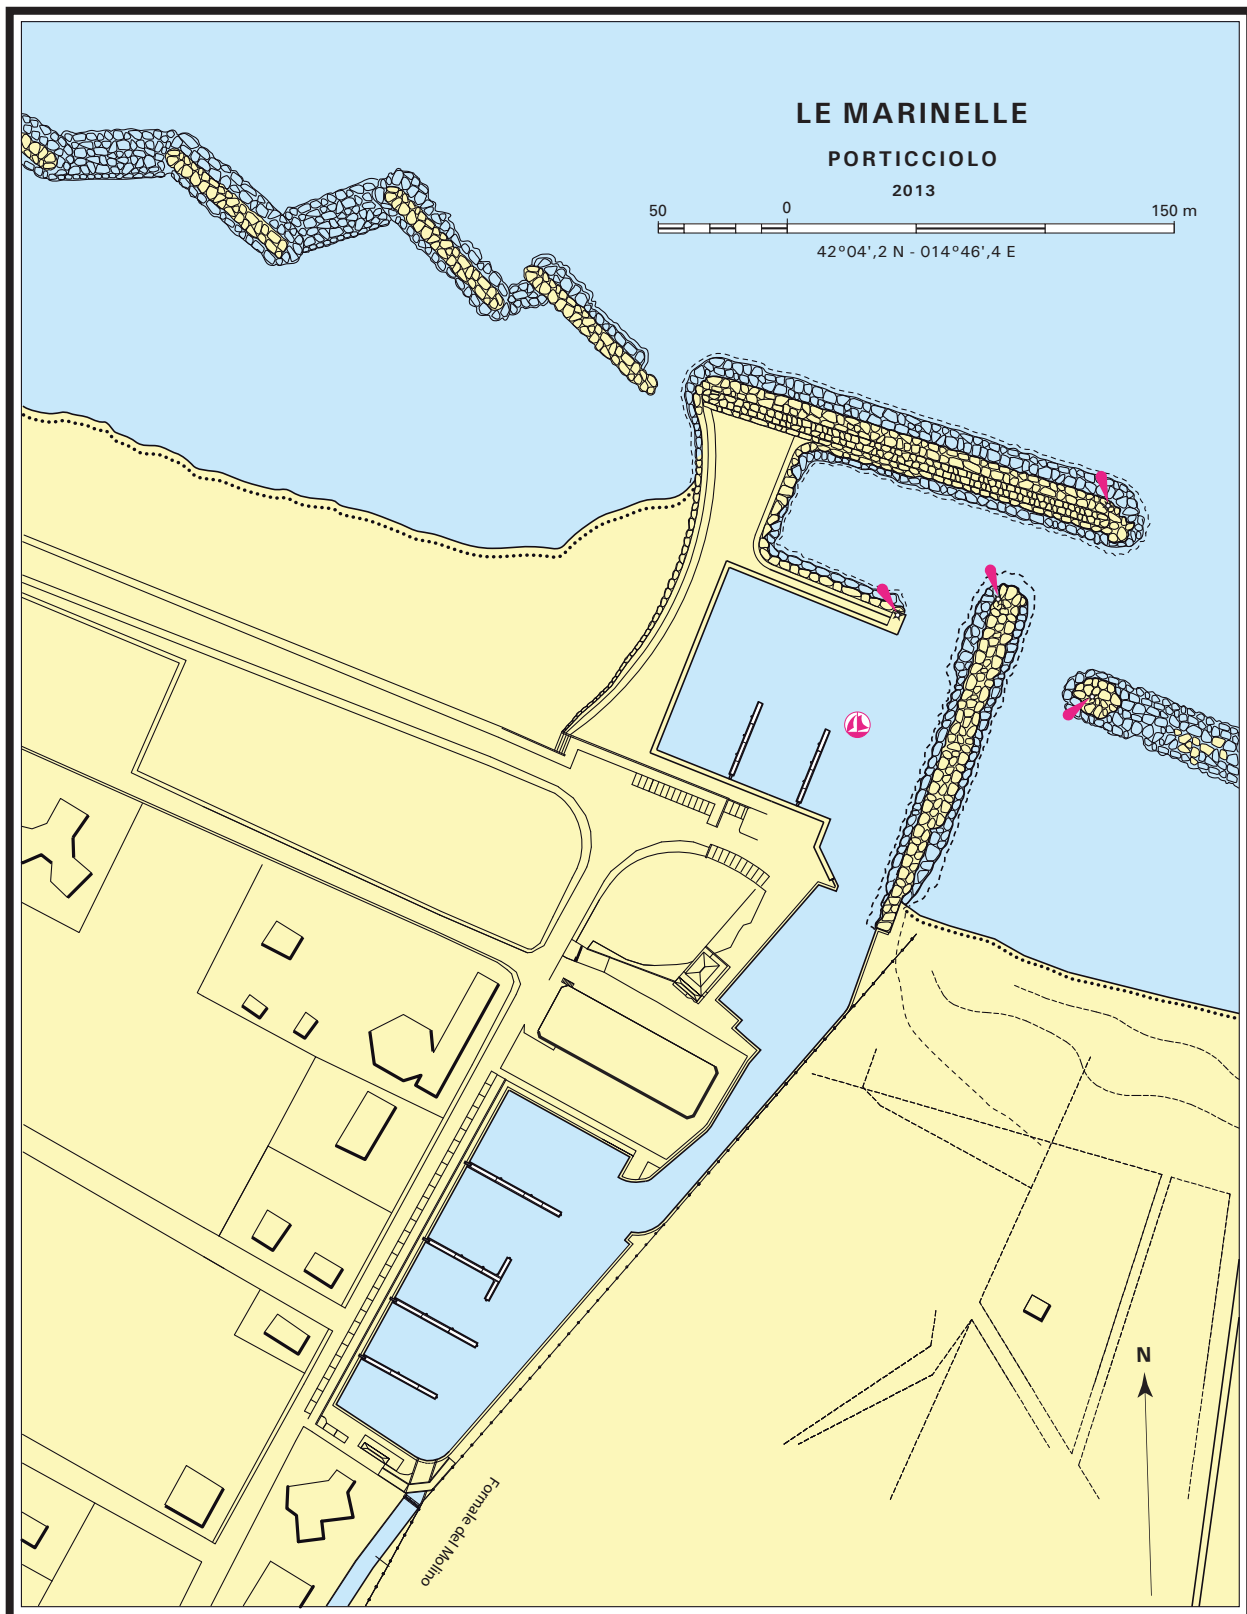 LE MARINELLE
PORTICCIOLO
2013
50 0 150 m
42°04',2 N - 014°46',4 E
N
Formale del Molino